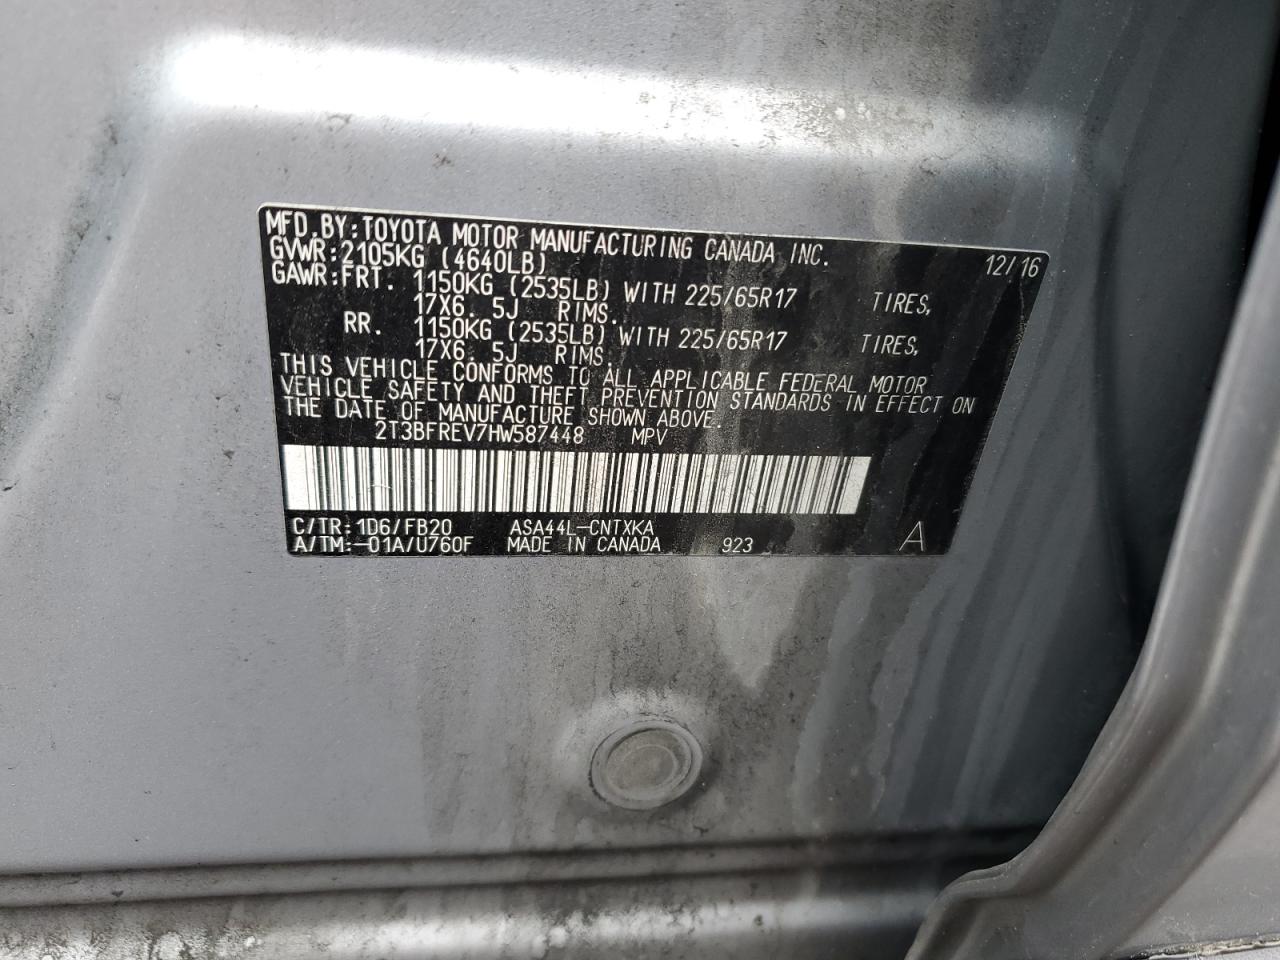 MFD.BY:TOYOTA MOTOR MANUFACTURING CANADA INC. 12/16
GVWR:2105KG (4640LB)
GAWR:FRT. 1150KG (2535LB) WITH 225/65R17 TIRES,
17X6.5J RIMS.
RR. 1150KG (2535LB) WITH 225/65R17 TIRES,
17X6.5J RIMS.
THIS VEHICLE CONFORMS TO ALL APPLICABLE FEDERAL MOTOR
VEHICLE SAFETY AND THEFT PREVENTION STANDARDS IN EFFECT ON
THE DATE OF MANUFACTURE SHOWN ABOVE.
2T3BFREV7HW587448 MPV
C/TR:1D6/FB20 ASA44L-CNTXKA
A/TM:-01A/U760F MADE IN CANADA 923 A